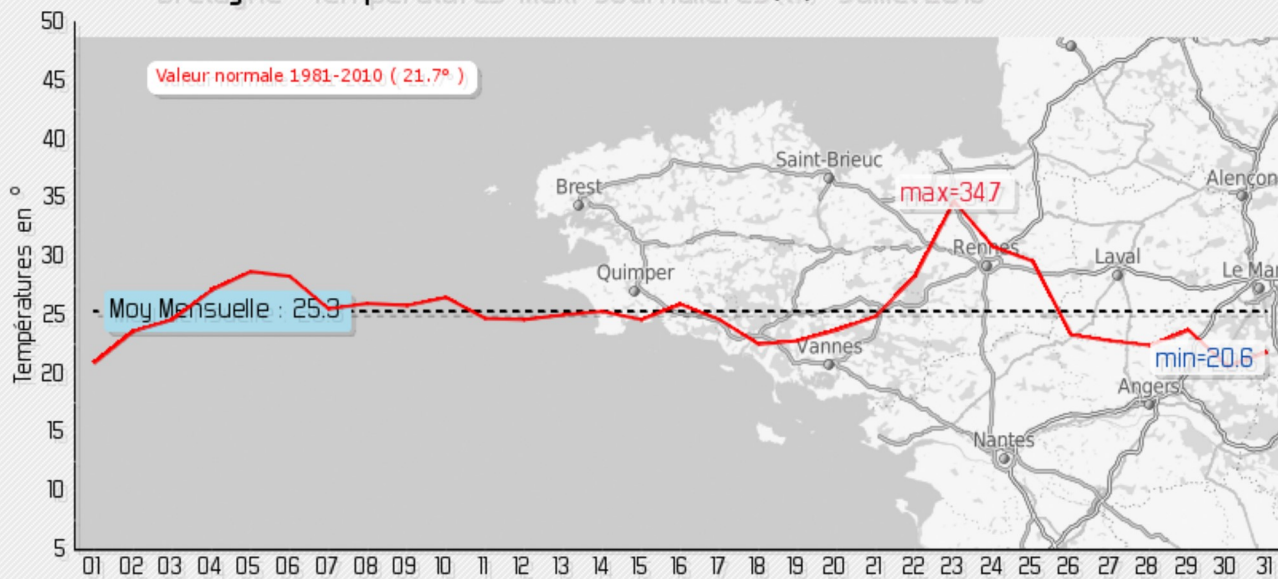 50
Valeur normale 1981-2010 ( 21.7° )
45
40
Saint-Brieuc
Brest
Alençon
35
max=34.7
30
Rennes
Laval
Quimper
Le Mar
Températures en °
25
Moy Mensuelle : 25.3
Vannes
min=20.6
20
Angers
15
Nantes
10
5
01 02 03 04 05 06 07 08 09 10 11 12 13 14 15 16 17 18 19 20 21 22 23 24 25 26 27 28 29 30 31